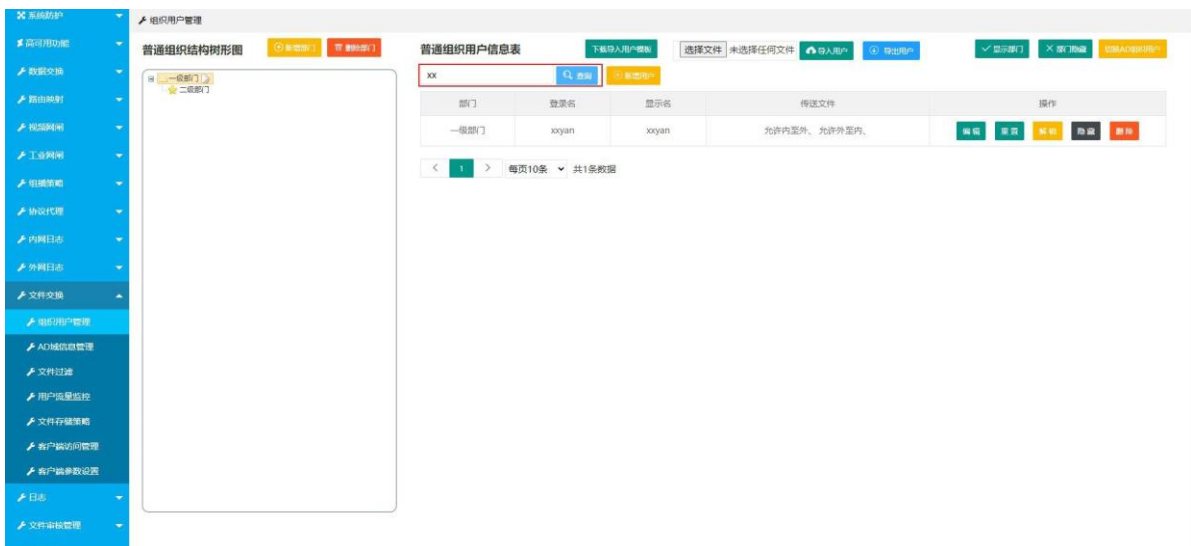 系统防护
高可用功能
数据交换
路由映射
视频网闸
工业网闸
组播策略
协议代理
内网日志
外网日志
文件交换
组织用户管理
AD域信息管理
文件过滤
用户流量监控
文件存储策略
客户端访问管理
客户端参数设置
日志
文件审核管理
组织用户管理
普通组织结构树形图
新增部门
删除部门
一级部门
二级部门
普通组织用户信息表
下载导入用户模板
选择文件 未选择任何文件
导入用户
导出用户
显示部门
部门隐藏
xx
查询
新增用户
部门 登录名 显示名 传送文件 操作
一级部门 xxyan xxyan 允许内至外、 允许外至内、 编辑 重置 解锁 隐藏 删除
< 1 > 每页10条 共1条数据